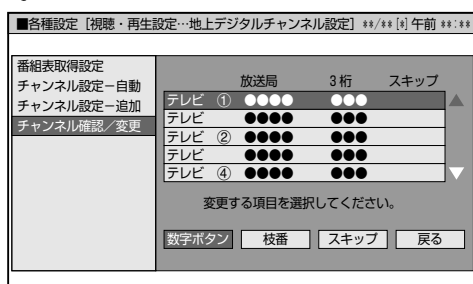 ■各種設定［視聴・再生設定…地上デジタルチャンネル設定］ **/**[*]午前 **:**
番組表取得設定
チャンネル設定－自動
チャンネル設定－追加
チャンネル確認／変更
放送局 3桁 スキップ
テレビ ① ●●●● ●●●
テレビ ●●●● ●●●
テレビ ② ●●●● ●●●
テレビ ●●●● ●●●
テレビ ④ ●●●● ●●●
変更する項目を選択してください。
数字ボタン 枝番 スキップ 戻る